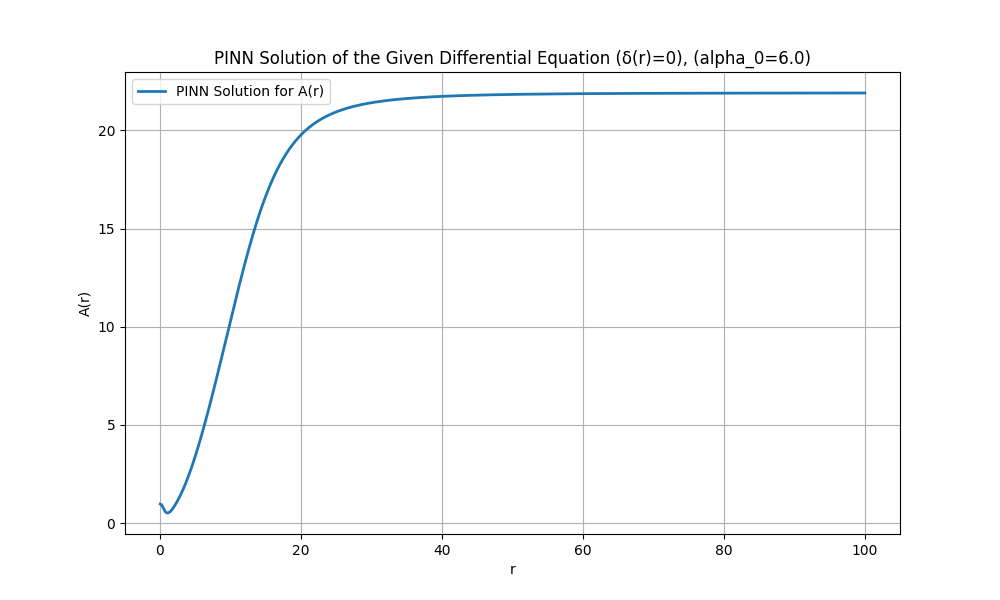 PINN Solution of the Given Differential Equation (δ(r)=0), (alpha_0=6.0)
PINN Solution for A(r)
20
15
10
5
0
A(r)
0 20 40 60 80 100
r